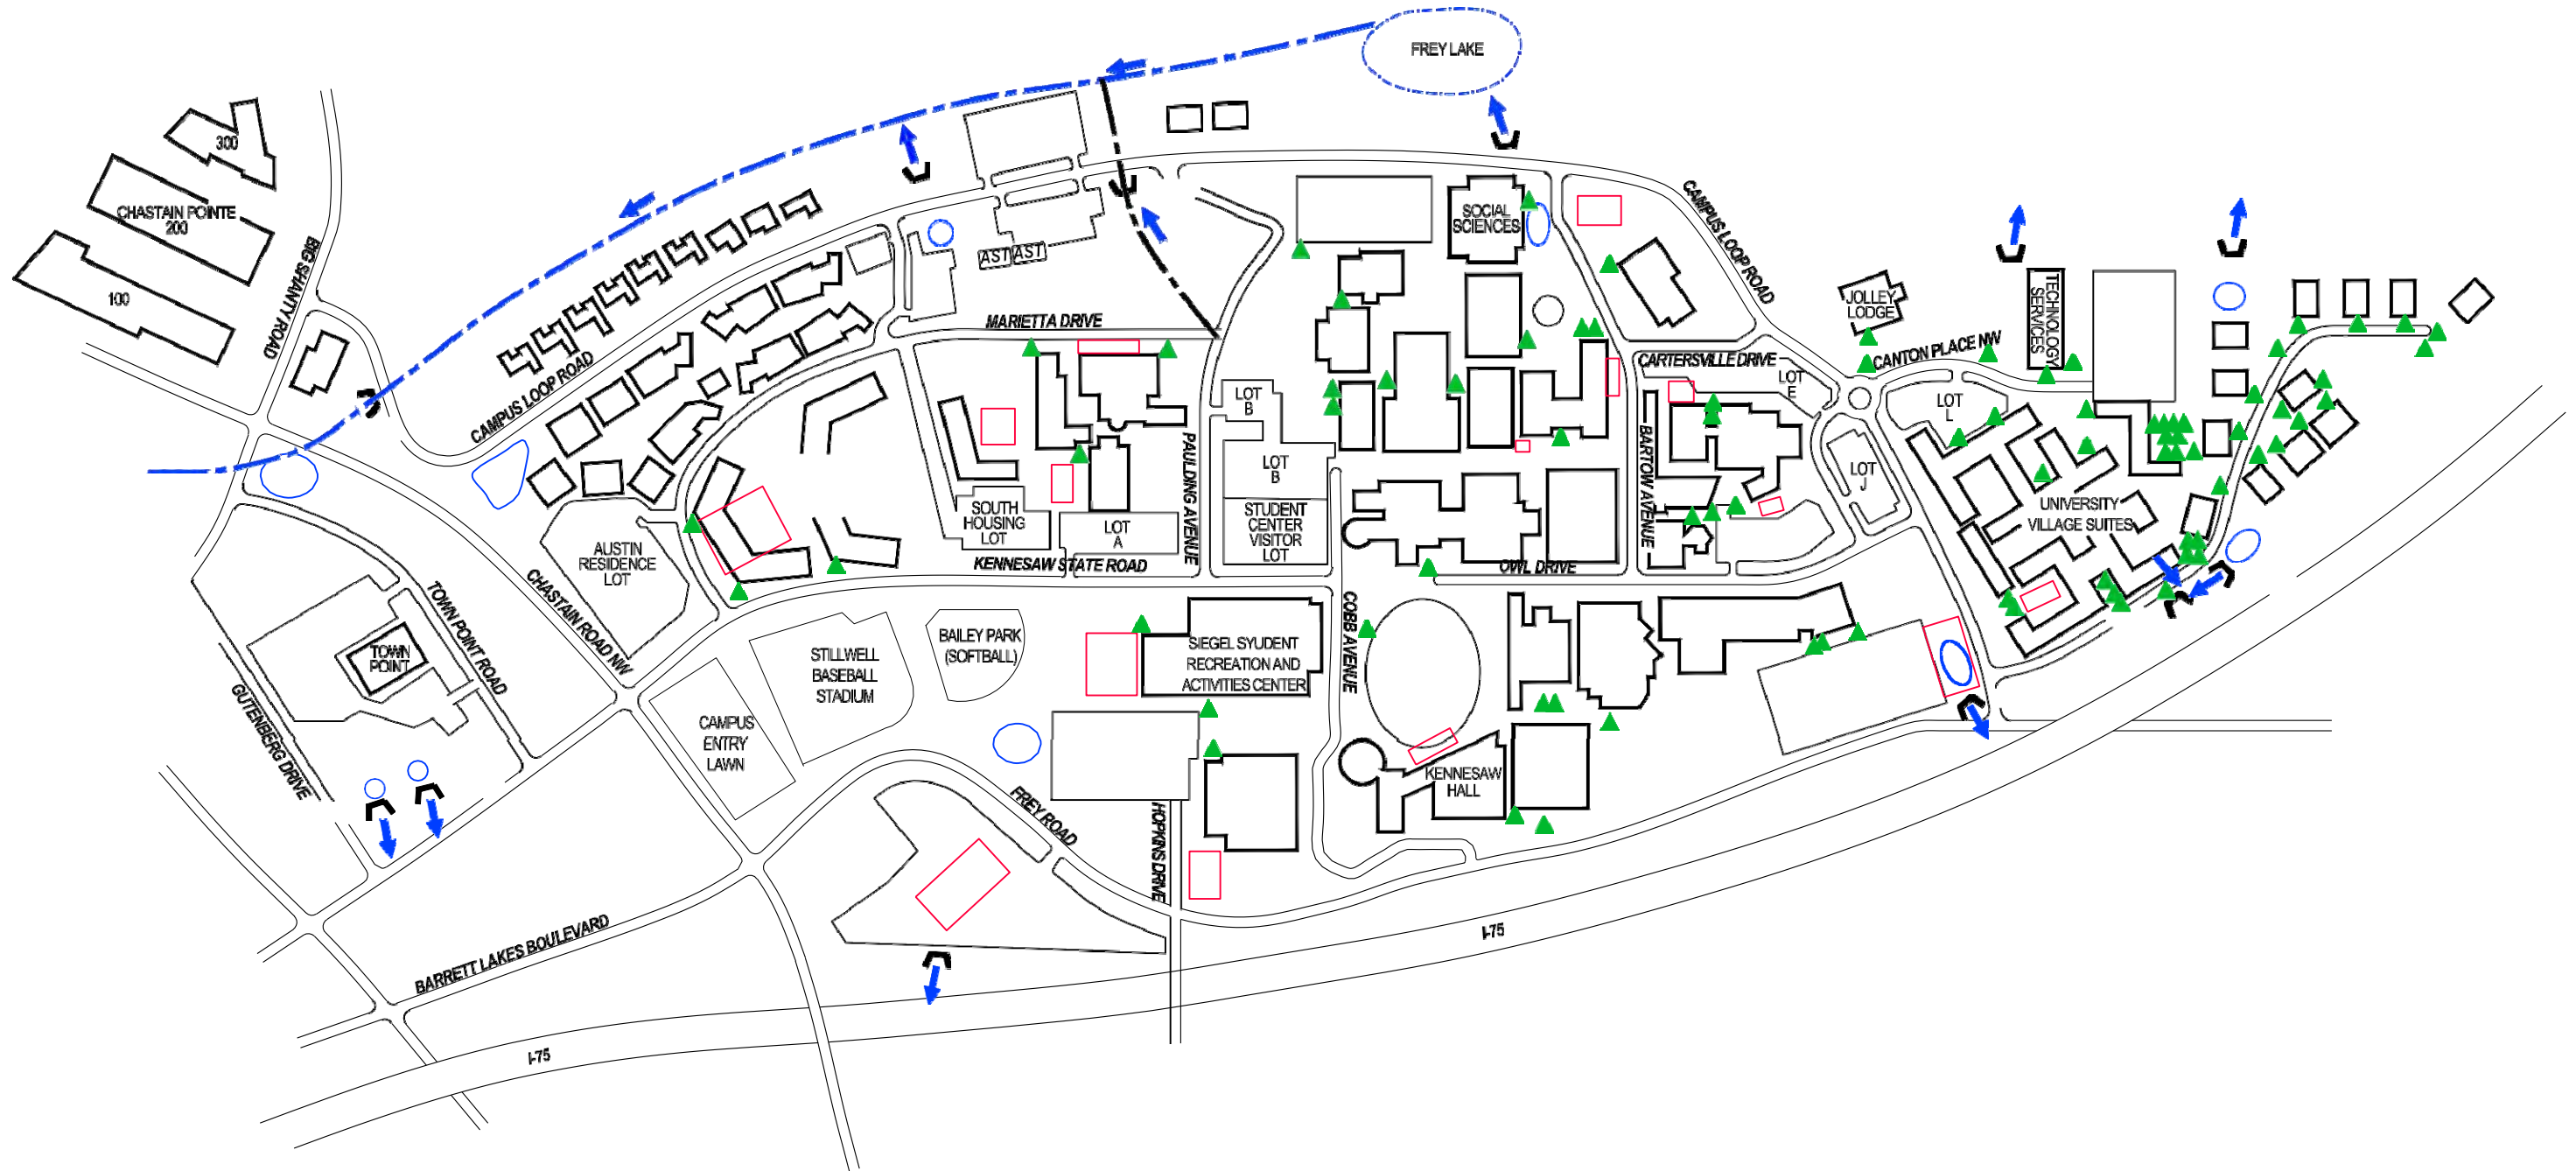 FREY LAKE
300
CHASTAIN POINTE
200
100
BIG SHANTY ROAD
SOCIAL
SCIENCES
CAMPUS LOOP ROAD
AST
AST
MARIETTA DRIVE
JOLLEY
LODGE
TECHNOLOGY
SERVICES
CANTON PLACE NW
CARTERSVILLE DRIVE
LOT
E
LOT
L
CAMPUS LOOP ROAD
LOT
B
LOT
B
PAULDING AVENUE
BARTOW AVENUE
LOT
J
SOUTH
HOUSING
LOT
LOT
A
STUDENT
CENTER
VISITOR
LOT
UNIVERSITY
VILLAGE SUITES
AUSTIN
RESIDENCE
LOT
KENNESAW STATE ROAD
OWL DRIVE
CHASTAIN ROAD NW
TOWN POINT ROAD
TOWN
POINT
GUTENBERG DRIVE
STILLWELL
BASEBALL
STADIUM
BAILEY PARK
(SOFTBALL)
SIEGEL SYUDENT
RECREATION AND
ACTIVITIES CENTER
COBB AVENUE
CAMPUS
ENTRY
LAWN
KENNESAW
HALL
FREY ROAD
HOPKINS DRIVE
BARRETT LAKES BOULEVARD
I-75
I-75